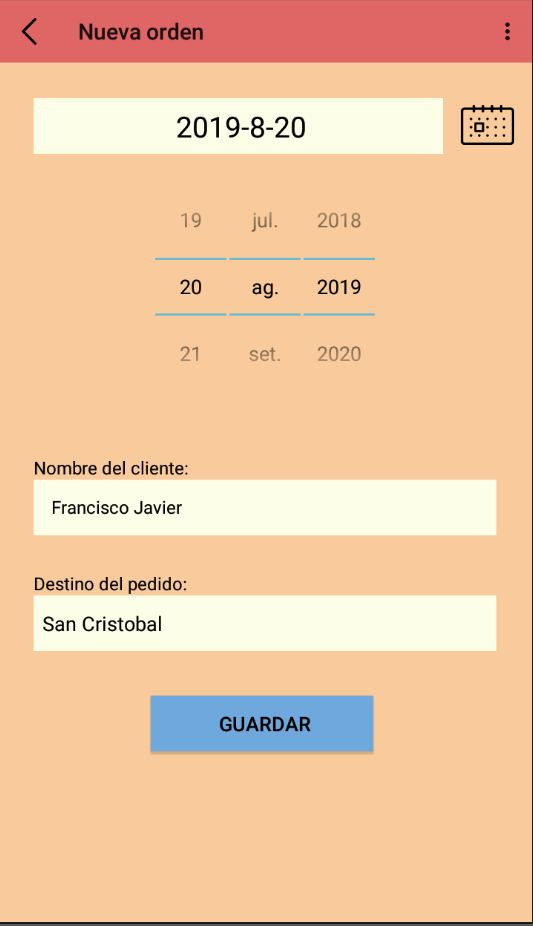 Nueva orden
2019-8-20
19 jul. 2018
20 ag. 2019
21 set. 2020
Nombre del cliente:
Francisco Javier
Destino del pedido:
San Cristobal
GUARDAR